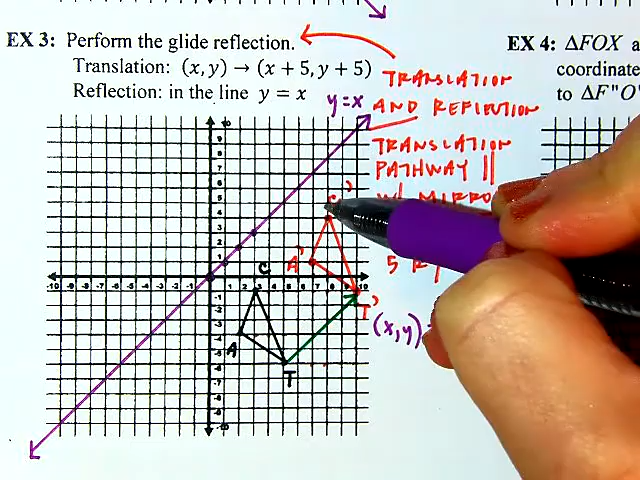 EX 3: Perform the glide reflection.
Translation: (x, y) → (x + 5, y + 5)
Reflection: in the line y = x
TRANSLATION
AND REFLECTION
y=x
TRANSLATION
PATHWAY ||
W/ MIRRO
5 R
C'
A'
T'
C
A
T
(x,y)
EX 4: ΔFOX a
coordinate
to ΔF"O"